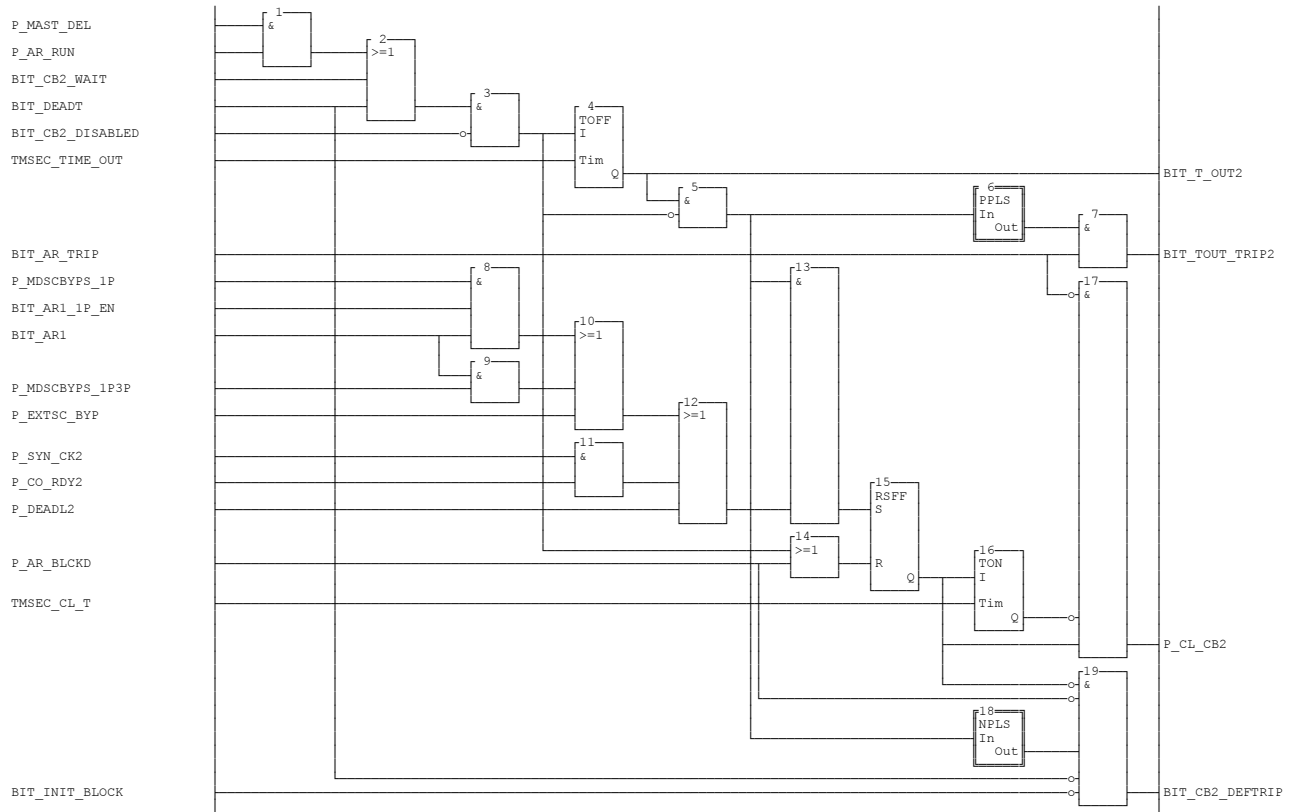 1
P_MAST_DEL
&
2
P_AR_RUN
>=1
BIT_CB2_WAIT
3
4
BIT_DEADT
&
TOFF
BIT_CB2_DISABLED
I
TMSEC_TIME_OUT
Tim
Q
BIT_T_OUT2
5
6
&
PPLS
In
7
Out
&
BIT_AR_TRIP
BIT_TOUT_TRIP2
8
13
P_MDSCBYPS_1P
&
&
17
&
BIT_AR1_1P_EN
10
BIT_AR1
>=1
9
&
P_MDSCBYPS_1P3P
12
P_EXTSC_BYP
>=1
11
P_SYN_CK2
&
P_CO_RDY2
15
RSFF
P_DEADL2
S
14
>=1
16
P_AR_BLCKD
R
TON
Q
I
TMSEC_CL_T
Tim
Q
P_CL_CB2
19
&
18
NPLS
In
Out
BIT_INIT_BLOCK
BIT_CB2_DEFTRIP